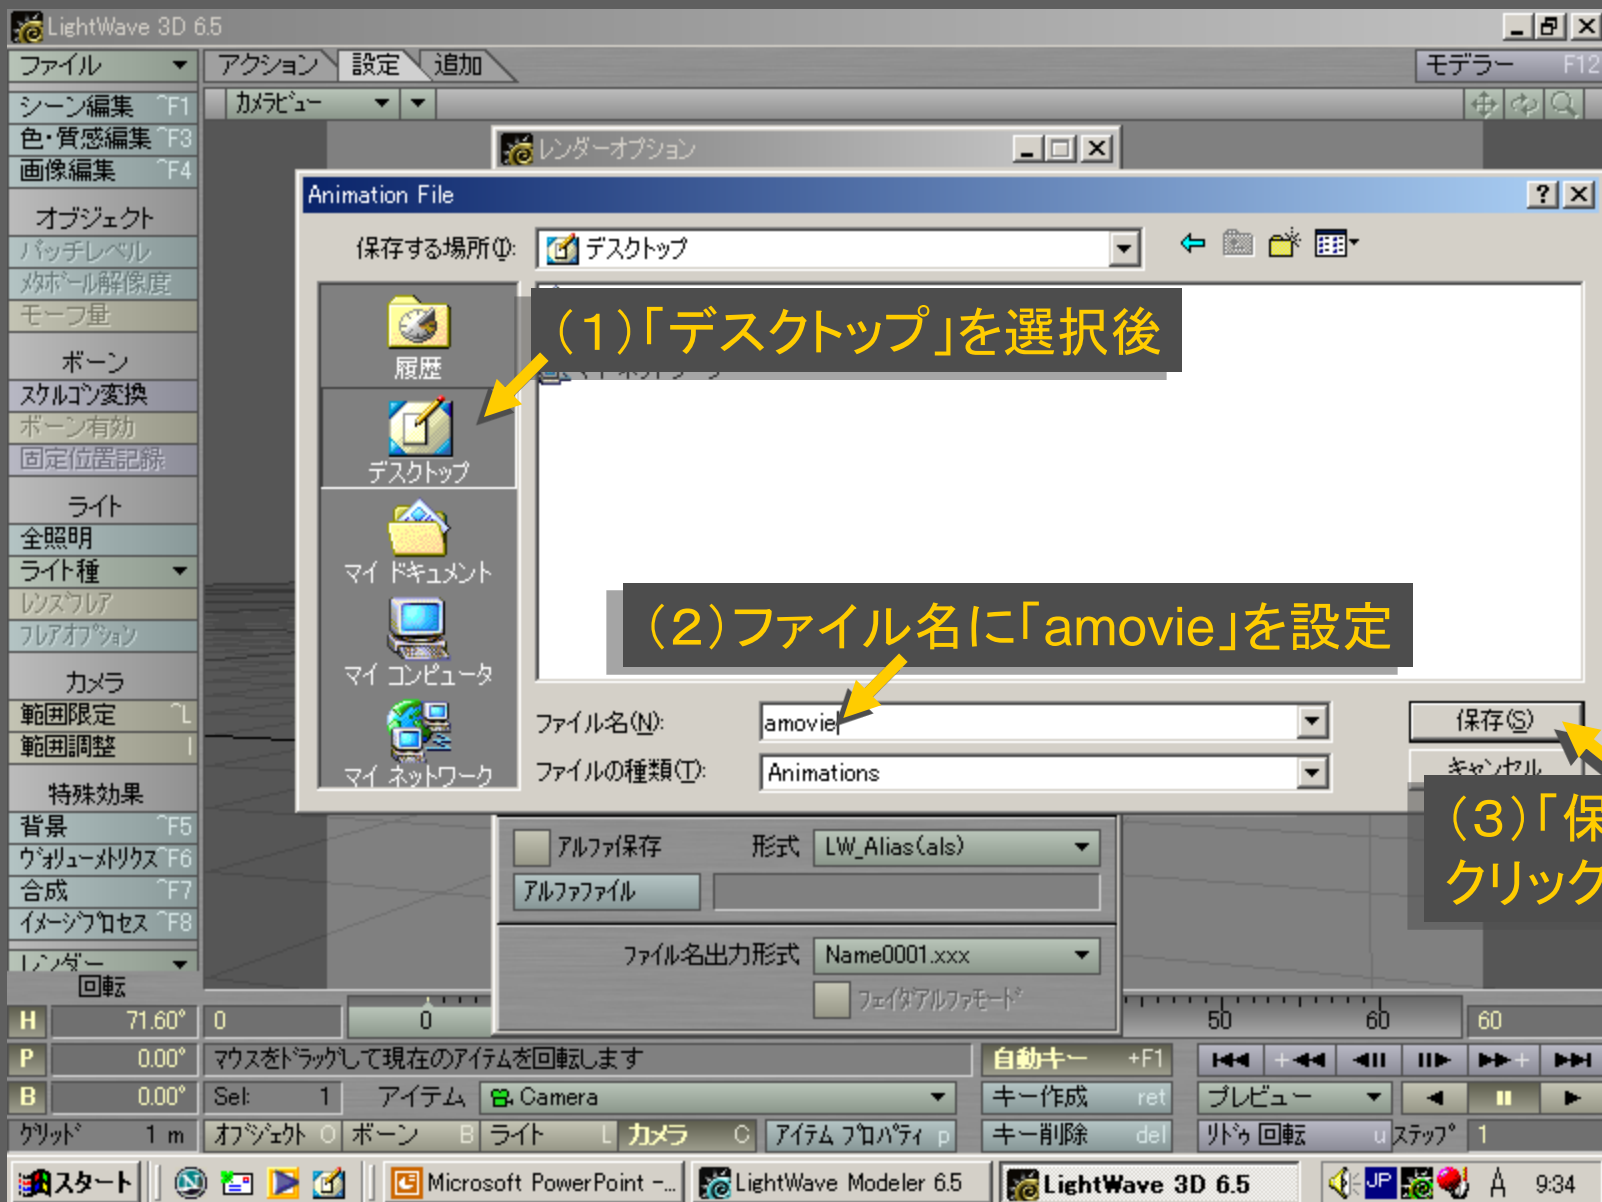 LightWave 3D 6.5
ファイル
アクション 設定 追加
モデラー F12
シーン編集 ^F1
カメラビュー
色・質感編集 ^F3
画像編集 ^F4
レンダーオプション
Animation File
オブジェクト
パッチレベル
メタボール解像度
モーフ量
保存する場所(I):
デスクトップ
(1)「デスクトップ」を選択後
履歴
デスクトップ
マイ ドキュメント
マイ コンピュータ
マイ ネットワーク
ボーン
スケルゴン変換
ボーン有効
固定位置記録
ライト
全照明
ライト種
レンズフレア
フレアオプション
(2)ファイル名に「amovie」を設定
カメラ
範囲限定 ^L
範囲調整 I
ファイル名(N):
amovie
保存(S)
ファイルの種類(T):
Animations
キャンセル
(3)「保
クリック
特殊効果
背景 ^F5
ヴォリューメトリクス ^F6
合成 ^F7
イメージプロセス ^F8
レンダー
アルファ保存 形式 LW_Alias(als)
アルファファイル
ファイル名出力形式 Name0001.xxx
フェイダアルファモード
回転
H 71.60° 0 0 50 60 60
P 0.00° マウスをドラッグして現在のアイテムを回転します 自動キー +F1
B 0.00° Sel: 1 アイテム Camera キー作成 ret プレビュー
グリッド 1 m オブジェクト O ボーン B ライト L カメラ C アイテム プロパティ p キー削除 del リドゥ 回転 u ステップ 1
スタート Microsoft PowerPoint -... LightWave Modeler 6.5 LightWave 3D 6.5 JP A 9:34